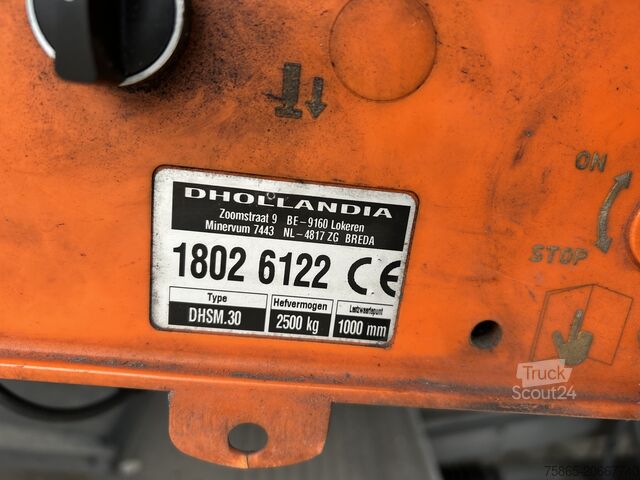 DHOLLANDIA
Zoomstraat 9 BE-9160 Lokeren
Minervum 7443 NL-4817 ZG BREDA
1802 6122 CE
Type
DHSM.30
Hefvermogen
2500 kg
Lastzwaartepunt
1000 mm
ON
STOP
Truck
Scout24